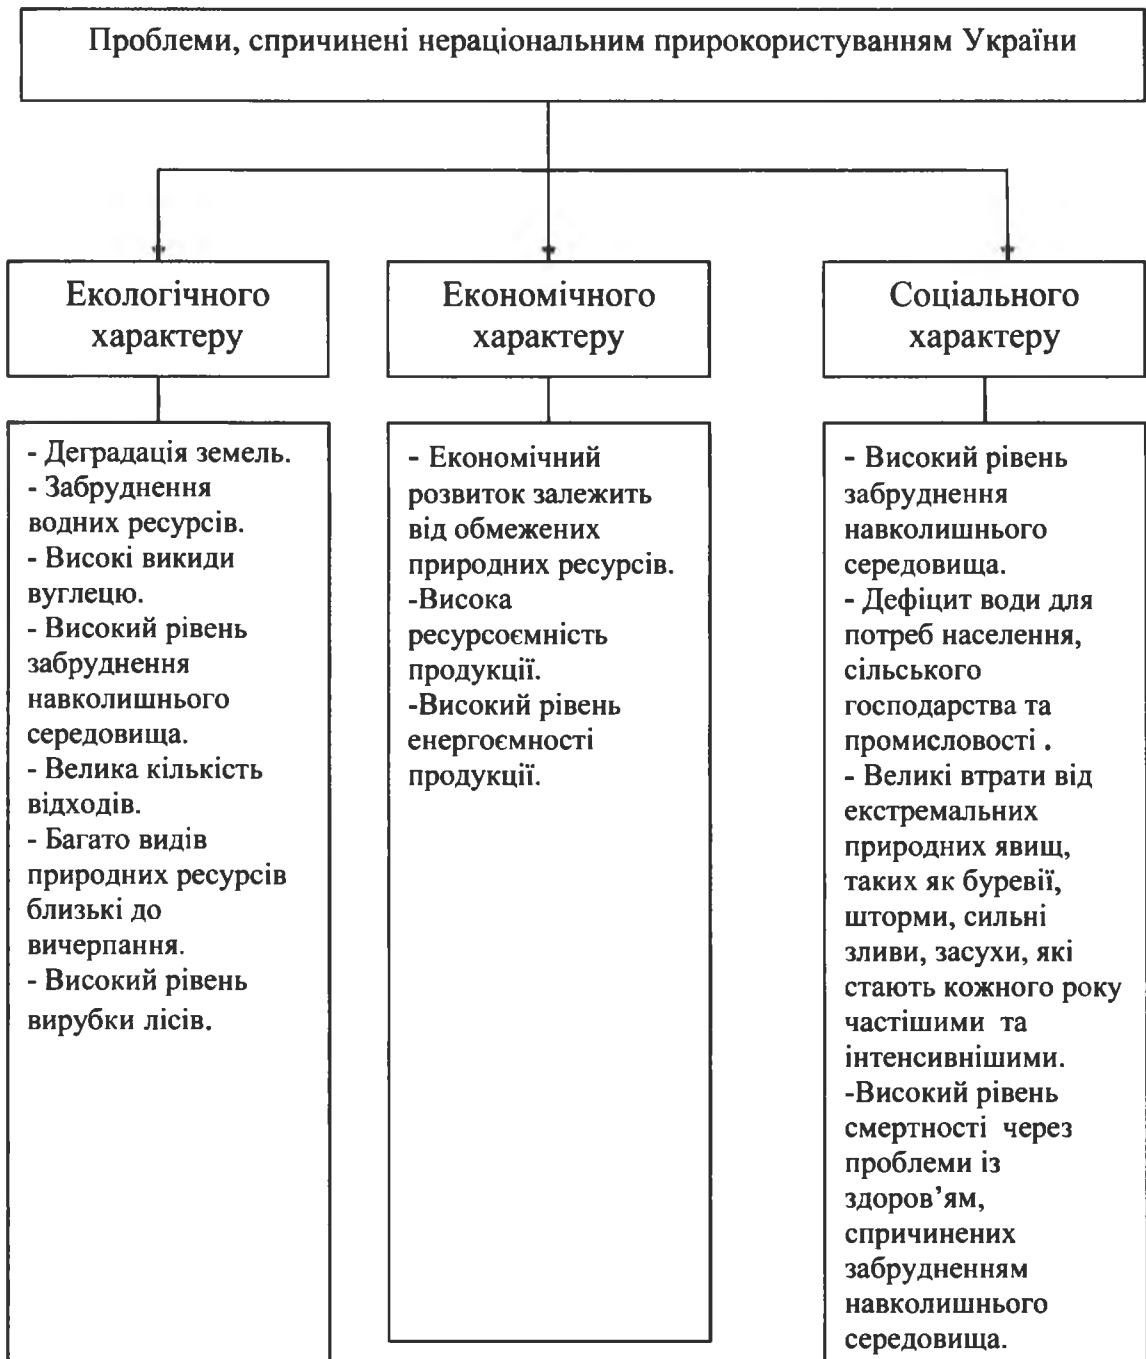 Проблеми, спричинені нераціональним прирокористуванням України
Екологічного
характеру
Економічного
характеру
Соціального
характеру
- Деградація земель.
- Забруднення
водних ресурсів.
- Високі викиди
вуглецю.
- Високий рівень
забруднення
навколишнього
середовища.
- Велика кількість
відходів.
- Багато видів
природних ресурсів
близькі до
вичерпання.
- Високий рівень
вирубки лісів.
- Економічний
розвиток залежить
від обмежених
природних ресурсів.
-Висока
ресурсоємність
продукції.
-Високий рівень
енергоємності
продукції.
- Високий рівень
забруднення
навколишнього
середовища.
- Дефіцит води для
потреб населення,
сільського
господарства та
промисловості .
- Великі втрати від
екстремальних
природних явищ,
таких як буревії,
шторми, сильні
зливи, засухи, які
стають кожного року
частішими та
інтенсивнішими.
-Високий рівень
смертності через
проблеми із
здоров’ям,
спричинених
забрудненням
навколишнього
середовища.